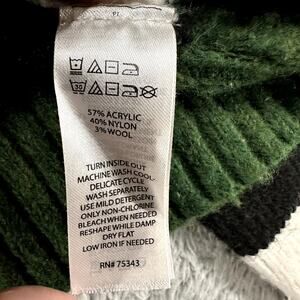 30
57% ACRYLIC
40% NYLON
3% WOOL
TURN INSIDE OUT
MACHINE WASH COOL
DELICATE CYCLE
WASH SEPARATELY
USE MILD DETERGENT
ONLY NON-CHLORINE
BLEACH WHEN NEEDED
RESHAPE WHILE DAMP
DRY FLAT
LOW IRON IF NEEDED
RN# 75343